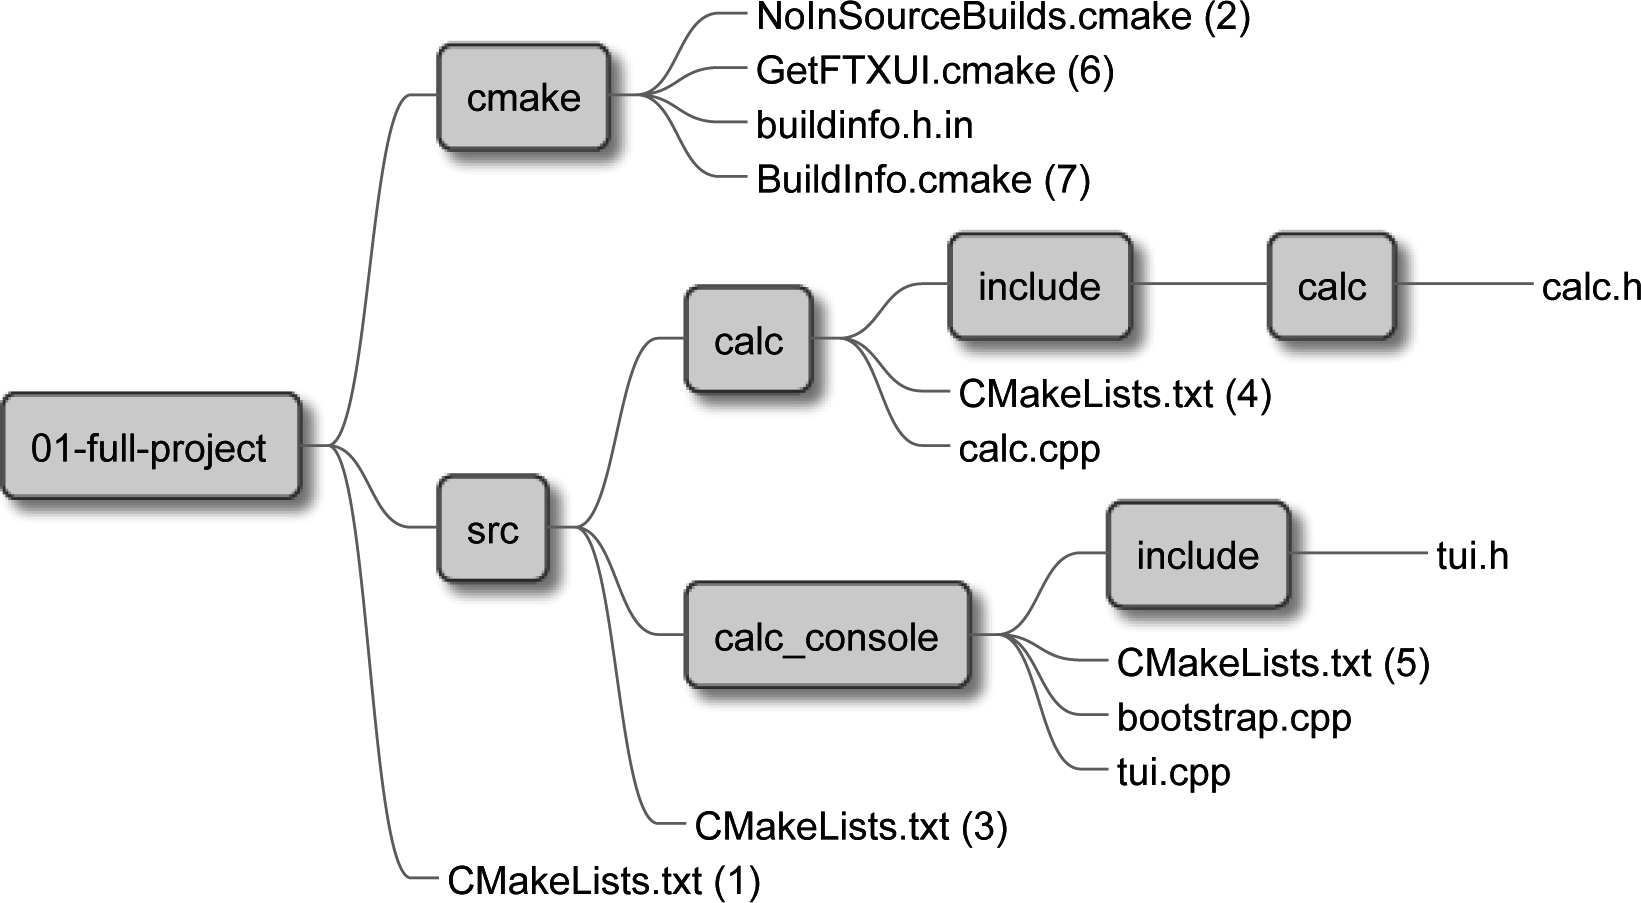 NoInSourceBuilds.cmake (2)
cmake
GetFTXUI.cmake (6)
buildinfo.h.in
BuildInfo.cmake (7)
include
calc
calc.h
calc
CMakeLists.txt (4)
calc.cpp
01-full-project
src
include
tui.h
calc_console
CMakeLists.txt (5)
bootstrap.cpp
tui.cpp
CMakeLists.txt (3)
CMakeLists.txt (1)